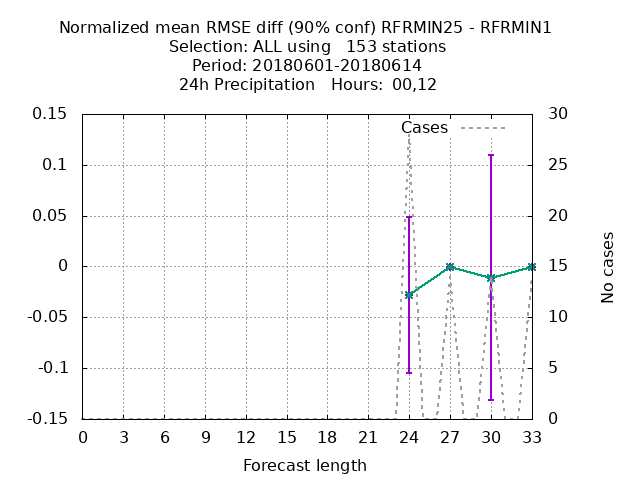 Normalized mean RMSE diff (90% conf) RFRMIN25 - RFRMIN1
Selection: ALL using   153 stations
Period: 20180601-20180614
24h Precipitation   Hours:  00,12
Cases
0.15
0.1
0.05
0
-0.05
-0.1
-0.15
30
25
20
15
10
5
0
No cases
0 3 6 9 12 15 18 21 24 27 30 33
Forecast length